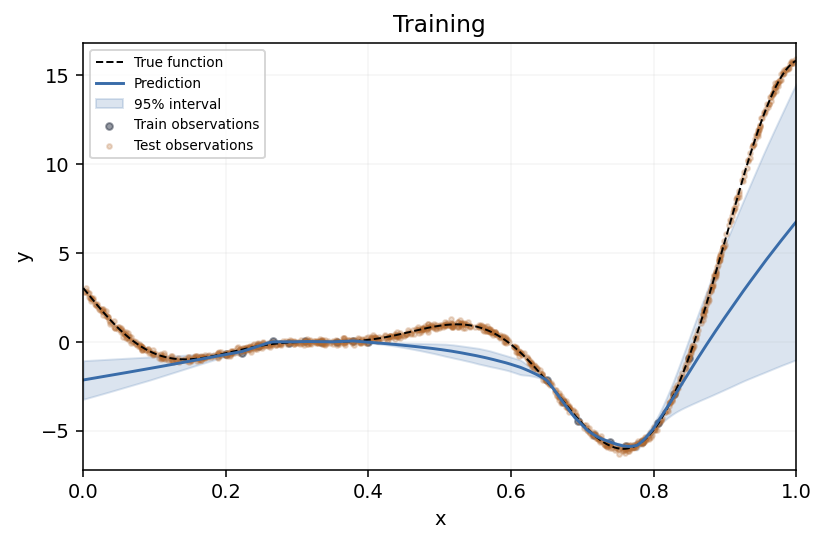 Training
True function
Prediction
95% interval
Train observations
Test observations
15
10
5
0
−5
y
0.0 0.2 0.4 0.6 0.8 1.0
x